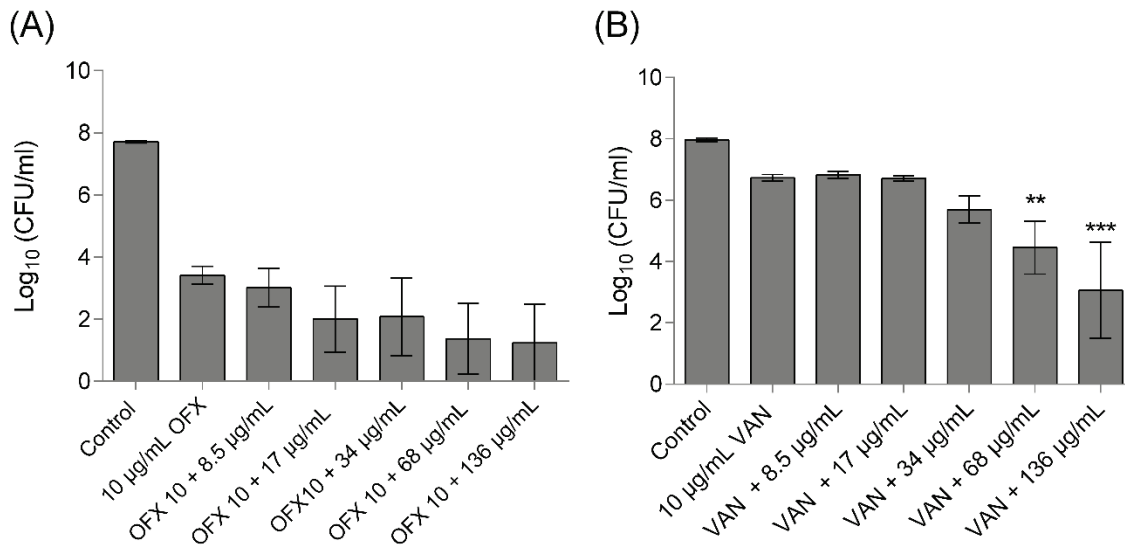 (A)
Log10 (CFU/ml)
10
8
6
4
2
0
Control
10 µg/mL OFX
OFX 10 + 8.5 µg/mL
OFX 10 + 17 µg/mL
OFX10 + 34 µg/mL
OFX 10 + 68 µg/mL
OFX 10 + 136 µg/mL
(B)
Log10 (CFU/ml)
10
8
6
4
2
0
**
***
Control
10 µg/mL VAN
VAN + 8.5 µg/mL
VAN + 17 µg/mL
VAN + 34 µg/mL
VAN + 68 µg/mL
VAN + 136 µg/mL